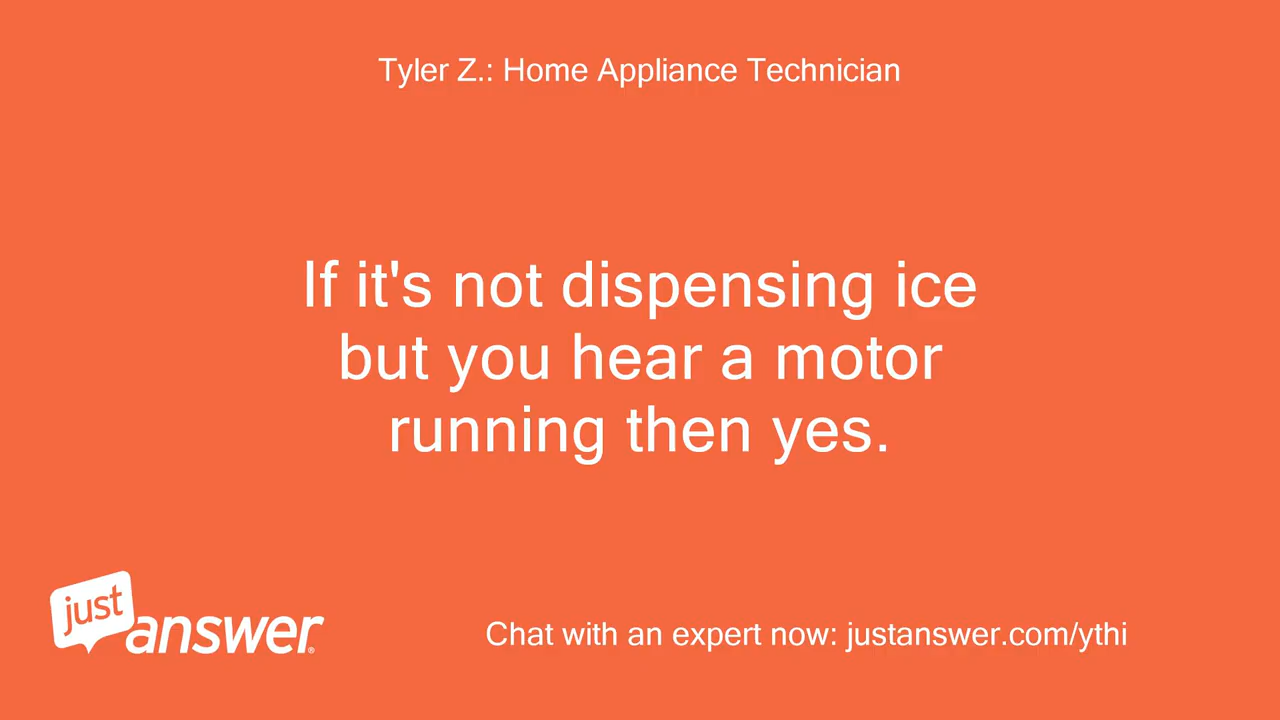 Tyler Z.: Home Appliance Technician
If it's not dispensing ice
but you hear a motor
running then yes.
just
answer®
Chat with an expert now: justanswer.com/ythi